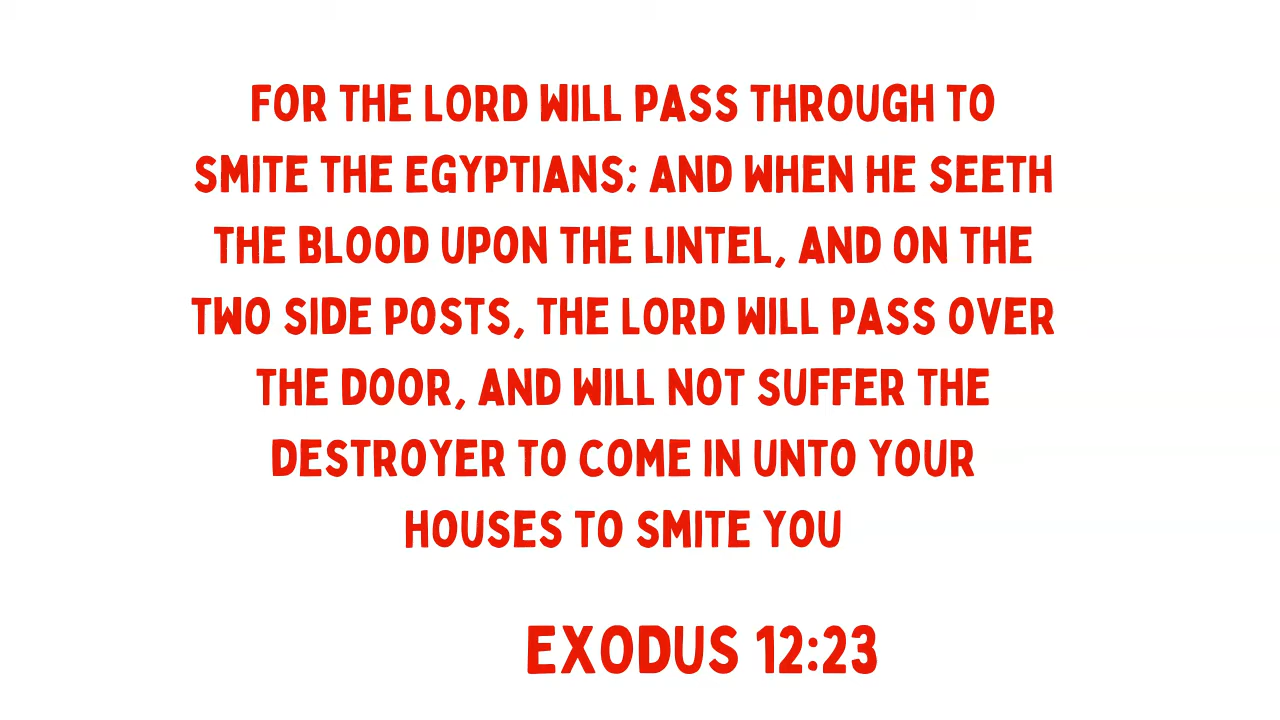 FOR THE LORD WILL PASS THROUGH TO
SMITE THE EGYPTIANS; AND WHEN HE SEETH
THE BLOOD UPON THE LINTEL, AND ON THE
TWO SIDE POSTS, THE LORD WILL PASS OVER
THE DOOR, AND WILL NOT SUFFER THE
DESTROYER TO COME IN UNTO YOUR
HOUSES TO SMITE YOU
EXODUS 12:23